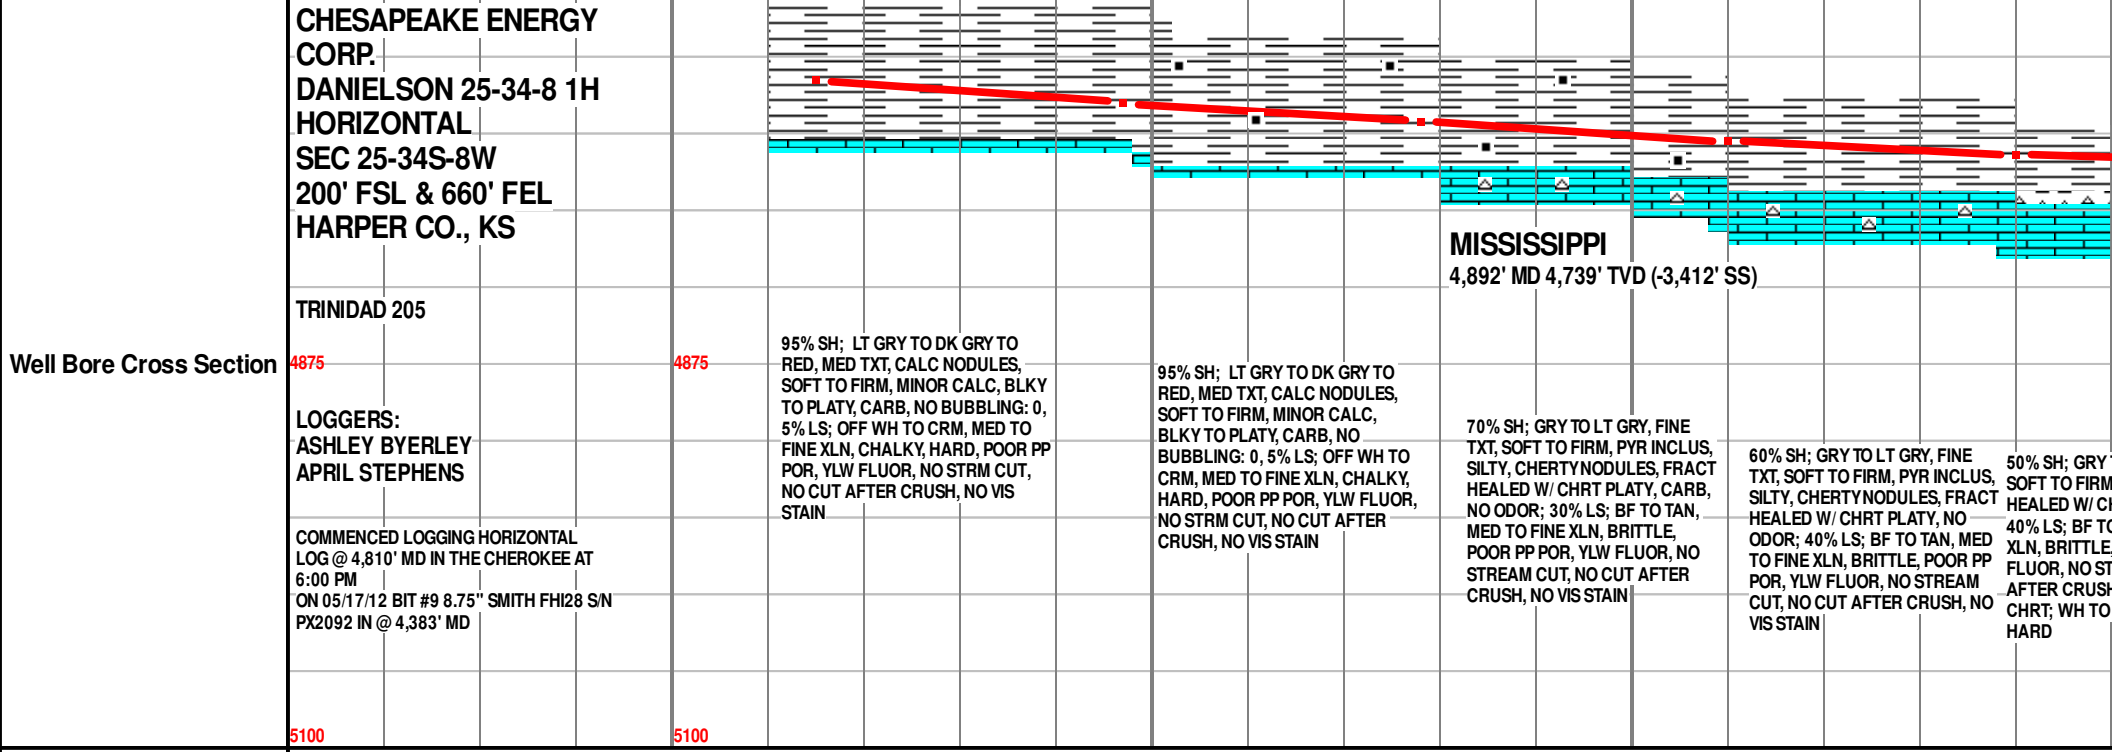 CHESAPEAKE ENERGY
CORP.
DANIELSON 25-34-8 1H
HORIZONTAL
SEC 25-34S-8W
200' FSL & 660' FEL
HARPER CO., KS
TRINIDAD 205
Well Bore Cross Section
4875
LOGGERS:
ASHLEY BYERLEY
APRIL STEPHENS
COMMENCED LOGGING HORIZONTAL
LOG @ 4,810' MD IN THE CHEROKEE AT
6:00 PM
ON 05/17/12 BIT #9 8.75" SMITH FHI28 S/N
PX2092 IN @ 4,383' MD
5100
4875
5100
95% SH; LT GRY TO DK GRY TO
RED, MED TXT, CALC NODULES,
SOFT TO FIRM, MINOR CALC, BLKY
TO PLATY, CARB, NO BUBBLING: 0,
5% LS; OFF WH TO CRM, MED TO
FINE XLN, CHALKY, HARD, POOR PP
POR, YLW FLUOR, NO STRM CUT,
NO CUT AFTER CRUSH, NO VIS
STAIN
95% SH; LT GRY TO DK GRY TO
RED, MED TXT, CALC NODULES,
SOFT TO FIRM, MINOR CALC,
BLKY TO PLATY, CARB, NO
BUBBLING: 0, 5% LS; OFF WH TO
CRM, MED TO FINE XLN, CHALKY,
HARD, POOR PP POR, YLW FLUOR,
NO STRM CUT, NO CUT AFTER
CRUSH, NO VIS STAIN
MISSISSIPPI
4,892' MD 4,739' TVD (-3,412' SS)
70% SH; GRY TO LT GRY, FINE
TXT, SOFT TO FIRM, PYR INCLUS,
SILTY, CHERTY NODULES, FRACT
HEALED W/ CHRT PLATY, CARB,
NO ODOR; 30% LS; BF TO TAN,
MED TO FINE XLN, BRITTLE,
POOR PP POR, YLW FLUOR, NO
STREAM CUT, NO CUT AFTER
CRUSH, NO VIS STAIN
60% SH; GRY TO LT GRY, FINE
TXT, SOFT TO FIRM, PYR INCLUS,
SILTY, CHERTY NODULES, FRACT
HEALED W/ CHRT PLATY, NO
ODOR; 40% LS; BF TO TAN, MED
TO FINE XLN, BRITTLE, POOR PP
POR, YLW FLUOR, NO STREAM
CUT, NO CUT AFTER CRUSH, NO
VIS STAIN
50% SH; GRY
SOFT TO FIRM
HEALED W/
40% LS; BF
XLN, BRITTLE,
FLUOR, NO
AFTER CRUSH
CHRT; WH TO
HARD